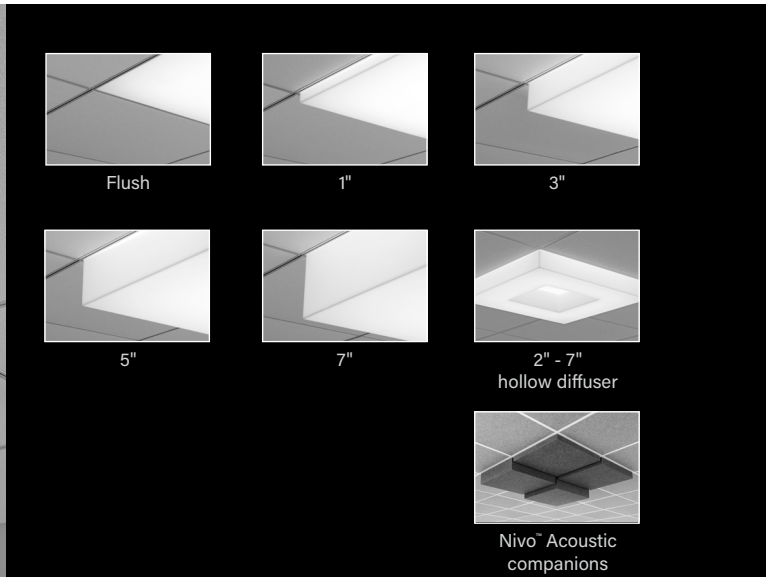 Flush
1"
3"
5"
7"
2" - 7"
hollow diffuser
Nivo™ Acoustic
companions